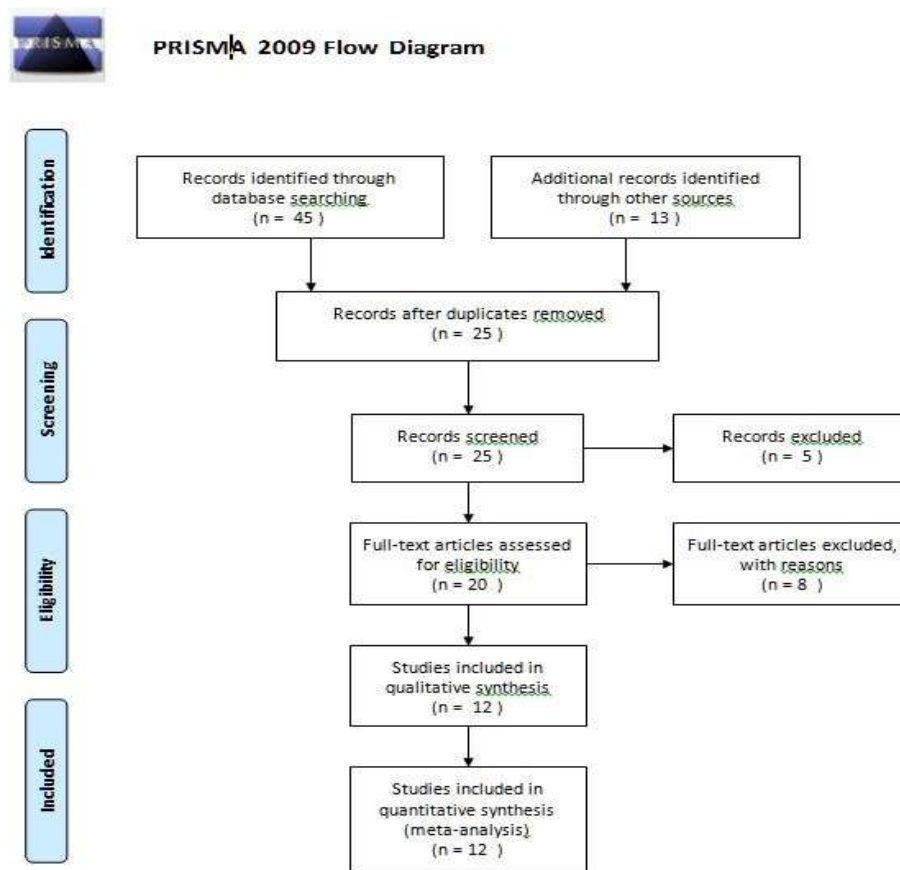 PRISMA
PRISMA 2009 Flow Diagram
Identification
Records identified through
database searching
(n = 45 )
Additional records identified
through other sources
(n = 13 )
Records after duplicates removed
(n = 25 )
Screening
Records screened
(n = 25 )
Records excluded
(n = 5 )
Eligibility
Full-text articles assessed
for eligibility
(n = 20 )
Full-text articles excluded,
with reasons
(n = 8 )
Studies included in
qualitative synthesis
(n = 12 )
Included
Studies included in
quantitative synthesis
(meta-analysis)
(n = 12 )